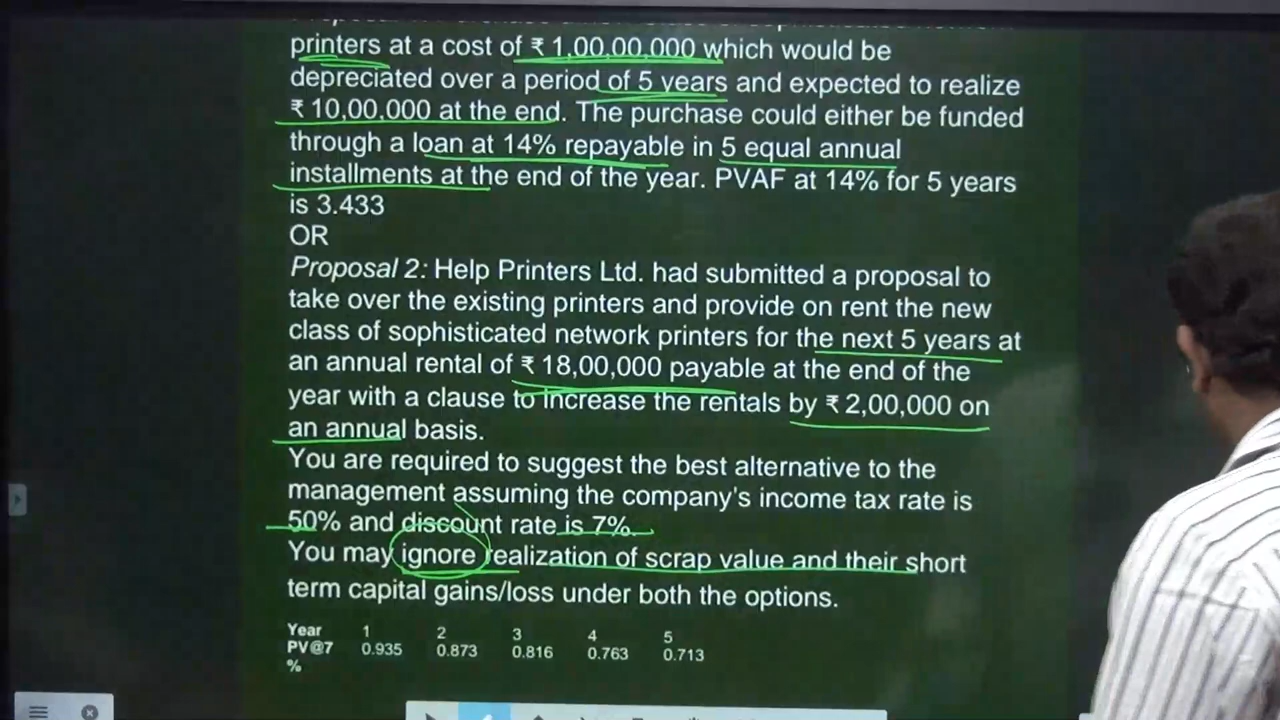 printers at a cost of ₹ 1,00,00,000 which would be
depreciated over a period of 5 years and expected to realize
₹ 10,00,000 at the end. The purchase could either be funded
through a loan at 14% repayable in 5 equal annual
installments at the end of the year. PVAF at 14% for 5 years
is 3.433
OR
Proposal 2: Help Printers Ltd. had submitted a proposal to
take over the existing printers and provide on rent the new
class of sophisticated network printers for the next 5 years at
an annual rental of ₹ 18,00,000 payable at the end of the
year with a clause to increase the rentals by ₹ 2,00,000 on
an annual basis.
You are required to suggest the best alternative to the
management assuming the company's income tax rate is
50% and discount rate is 7%.
You may ignore realization of scrap value and their short
term capital gains/loss under both the options.
Year 1 2 3 4 5
PV@7 0.935 0.873 0.816 0.763 0.713
%